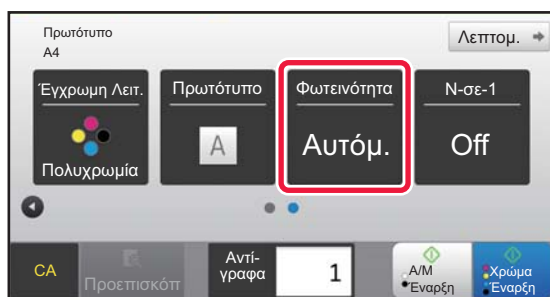 Πρωτότυπο
A4
Λεπτομ.
Έγχρωμη Λειτ.
Πολυχρωμία
Πρωτότυπο
A
Φωτεινότητα
Αυτόμ.
N-σε-1
Off
CA
Προεπισκόπ
Αντί-
γραφα
1
Α/Μ
Έναρξη
Χρώμα
Έναρξη